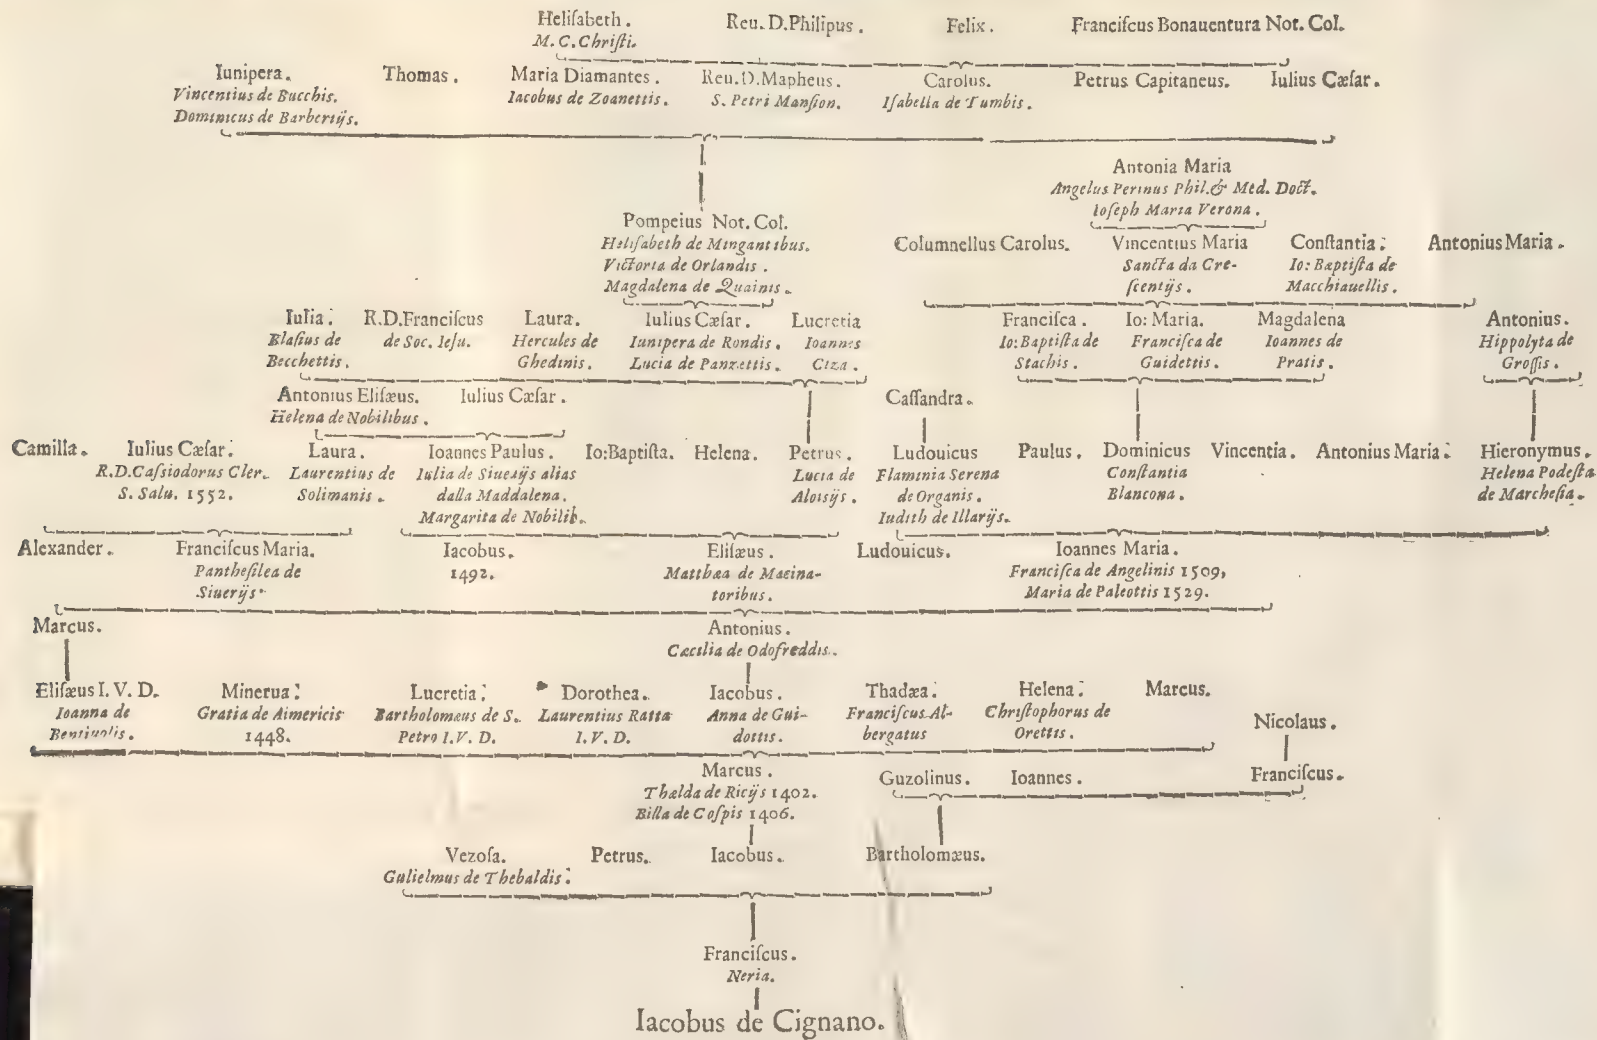 Helisabeth. Reu. D. Philipus. Felix. Franciscus Bonauentura Not. Col.
M. C. Christi.
Iunipera. Thomas. Maria Diamantes. Reu. D. Mapheus. Carolus. Petrus Capitaneus. Iulius Cæsar.
Vincentius de Bucchis. Iacobus de Zoanettis. S. Petri Mansion. Isabella de Tumbis.
Dominicus de Barberijs.
Antonia Maria
Angelus Perinus Phil. & Med. Doct.
Ioseph Maria Verona.
Pompeius Not. Col.
Helisabeth de Mingantibus.
Victoria de Orlandis.
Magdalena de Quainis.
Columnellus Carolus. Vincentius Maria Constantia. Antonius Maria.
Sancta da Cre- Io: Baptista de
scentijs. Macchiauellis.
Iulia. R. D. Franciscus Laura. Iulius Cæsar. Lucretia Francisca. Io: Maria. Magdalena Antonius.
Blasius de de Soc. Iesu. Hercules de Iunipera de Rondis. Ioannes Io: Baptista de Francisca de Ioannes de Hippolyta de
Becchettis. Ghedinis. Lucia de Panzettis. Ciza. Stachis. Guidettis. Pratis. Grossis.
Antonius Elisæus. Iulius Cæsar. Cassandra.
Helena de Nobilibus.
Camilla. Iulius Cæsar. Laura. Ioannes Paulus. Io: Baptista. Helena. Petrus. Ludouicus Paulus. Dominicus Vincentia. Antonius Maria. Hieronymus.
R. D. Cassiodorus Cler. Laurentius de Iulia de Siuerijs alias Lucia de Flaminia Serena Constantia Helena Podesta
S. Salu. 1552. Solimanis. dalla Maddalena. Aloisijs. de Organis. Blancona. de Marchesia.
Margarita de Nobilib. Iudith de Illarijs.
Alexander. Franciscus Maria. Iacobus. Elisæus. Ludouicus. Ioannes Maria.
Panthesilea de 1492. Matthæa de Macina- Francisca de Angelinis 1509,
Siuerijs. toribus. Maria de Paleottis 1529.
Marcus. Antonius.
Cæcilia de Odofreddis.
Elisæus I. V. D. Minerua. Lucretia. Dorothea. Iacobus. Thadæa. Helena. Marcus.
Ioanna de Gratia de Aimericis Bartholomæus de S. Laurentius Ratta Anna de Gui- Franciscus Al- Christophorus de
Bentiuolis. 1448. Petro I. V. D. I. V. D. dottis. bergatus Orettis.
Nicolaus.
Marcus. Guzolinus. Ioannes. Franciscus.
Thalda de Ricijs 1402.
Billa de Cospis 1406.
Vezosa. Petrus. Iacobus. Bartholomæus.
Gulielmus de Thebaldis.
Franciscus.
Neria.
Iacobus de Cignano.